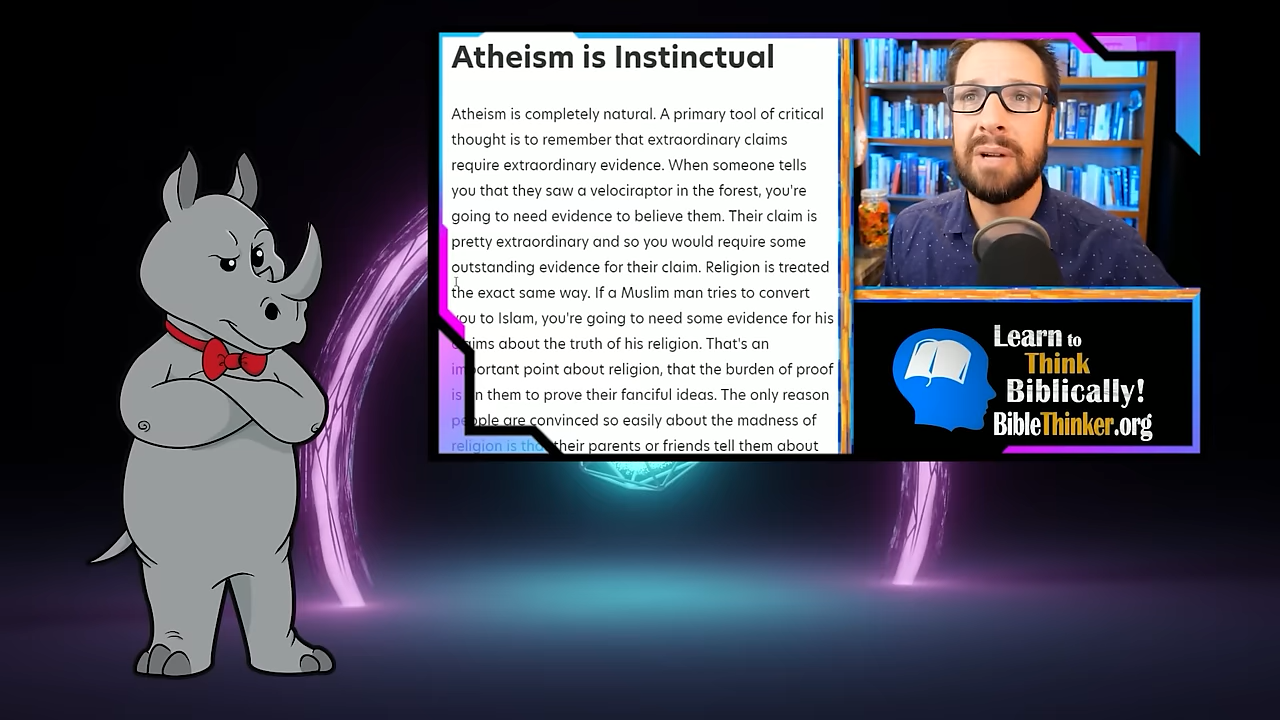 Atheism is Instinctual
Atheism is completely natural. A primary tool of critical
thought is to remember that extraordinary claims
require extraordinary evidence. When someone tells
you that they saw a velociraptor in the forest, you're
going to need evidence to believe them. Their claim is
pretty extraordinary and so you would require some
outstanding evidence for their claim. Religion is treated
the exact same way. If a Muslim man tries to convert
you to Islam, you're going to need some evidence for his
claims about the truth of his religion. That's an
important point about religion, that the burden of proof
is on them to prove their fanciful ideas. The only reason
people are convinced so easily about the madness of
religion is that their parents or friends tell them about
Learn to
Think
Biblically!
BibleThinker.org